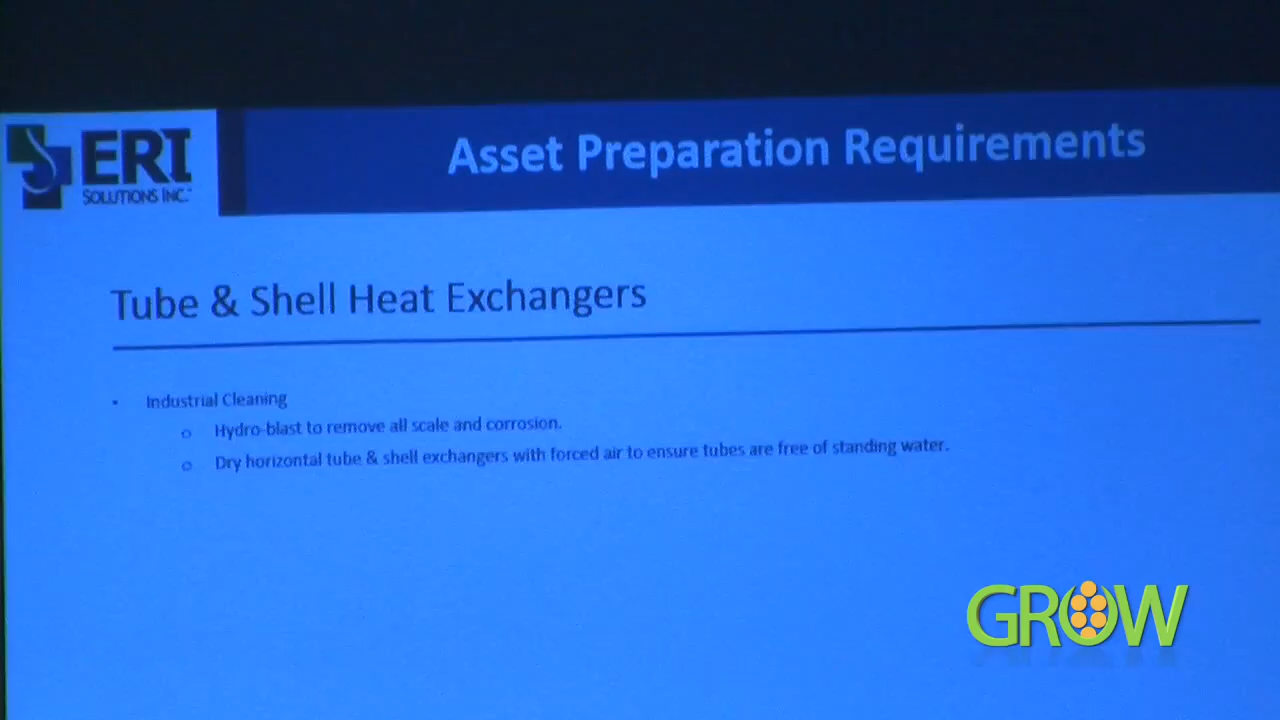 ERI
SOLUTIONS INC.
Asset Preparation Requirements
Tube & Shell Heat Exchangers
• Industrial Cleaning
o Hydro-blast to remove all scale and corrosion.
o Dry horizontal tube & shell exchangers with forced air to ensure tubes are free of standing water.
GROW